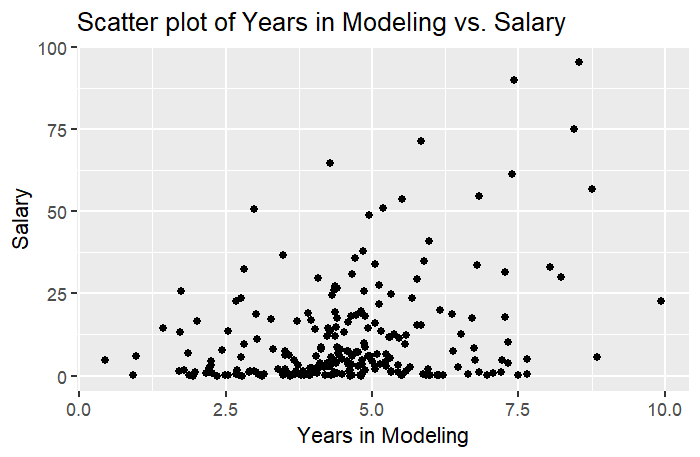 Scatter plot of Years in Modeling vs. Salary
100
75
50
25
0
Salary
0.0 2.5 5.0 7.5 10.0
Years in Modeling